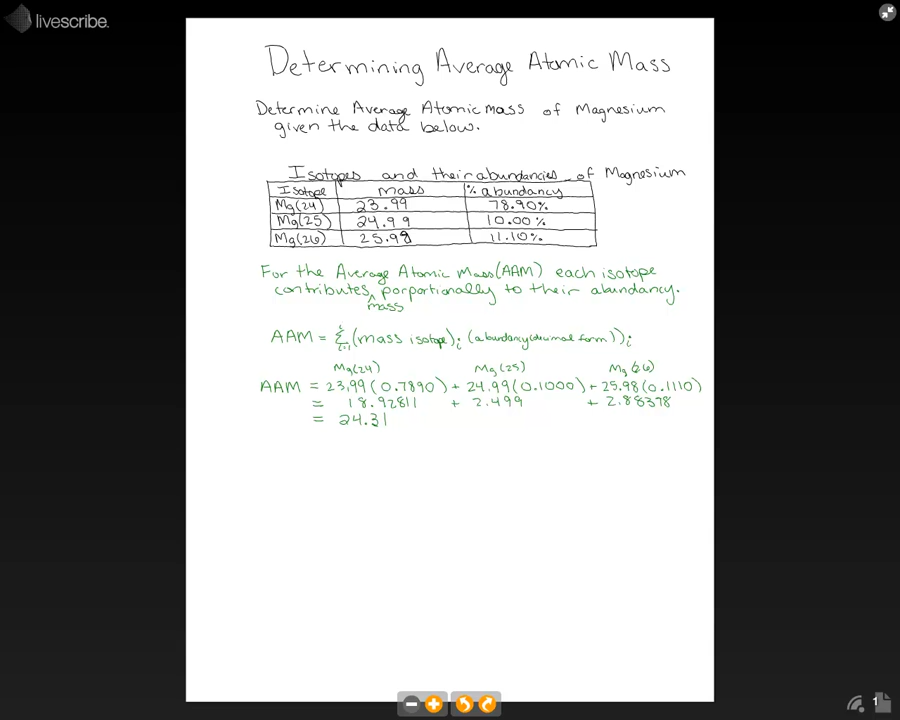 livescribe.
Determining Average Atomic Mass
Determine Average Atomic mass of Magnesium
given the data below.
Isotopes and their abundancies of Magnesium
Isotope mass % abundancy
Mg(24) 23.99 78.90%
Mg(25) 24.99 10.00%
Mg(26) 25.98 11.10%
For the Average Atomic Mass (AAM) each isotope
contributes ^ porportionally to their abundancy.
mass
AAM = Σ i i=1 (mass isotope)i (abundancy(decimal form))i
Mg(24) Mg(25) Mg(26)
AAM = 23.99(0.7890) + 24.99(0.1000) + 25.98(0.1110)
= 18.92811 + 2.499 + 2.88378
= 24.31
1